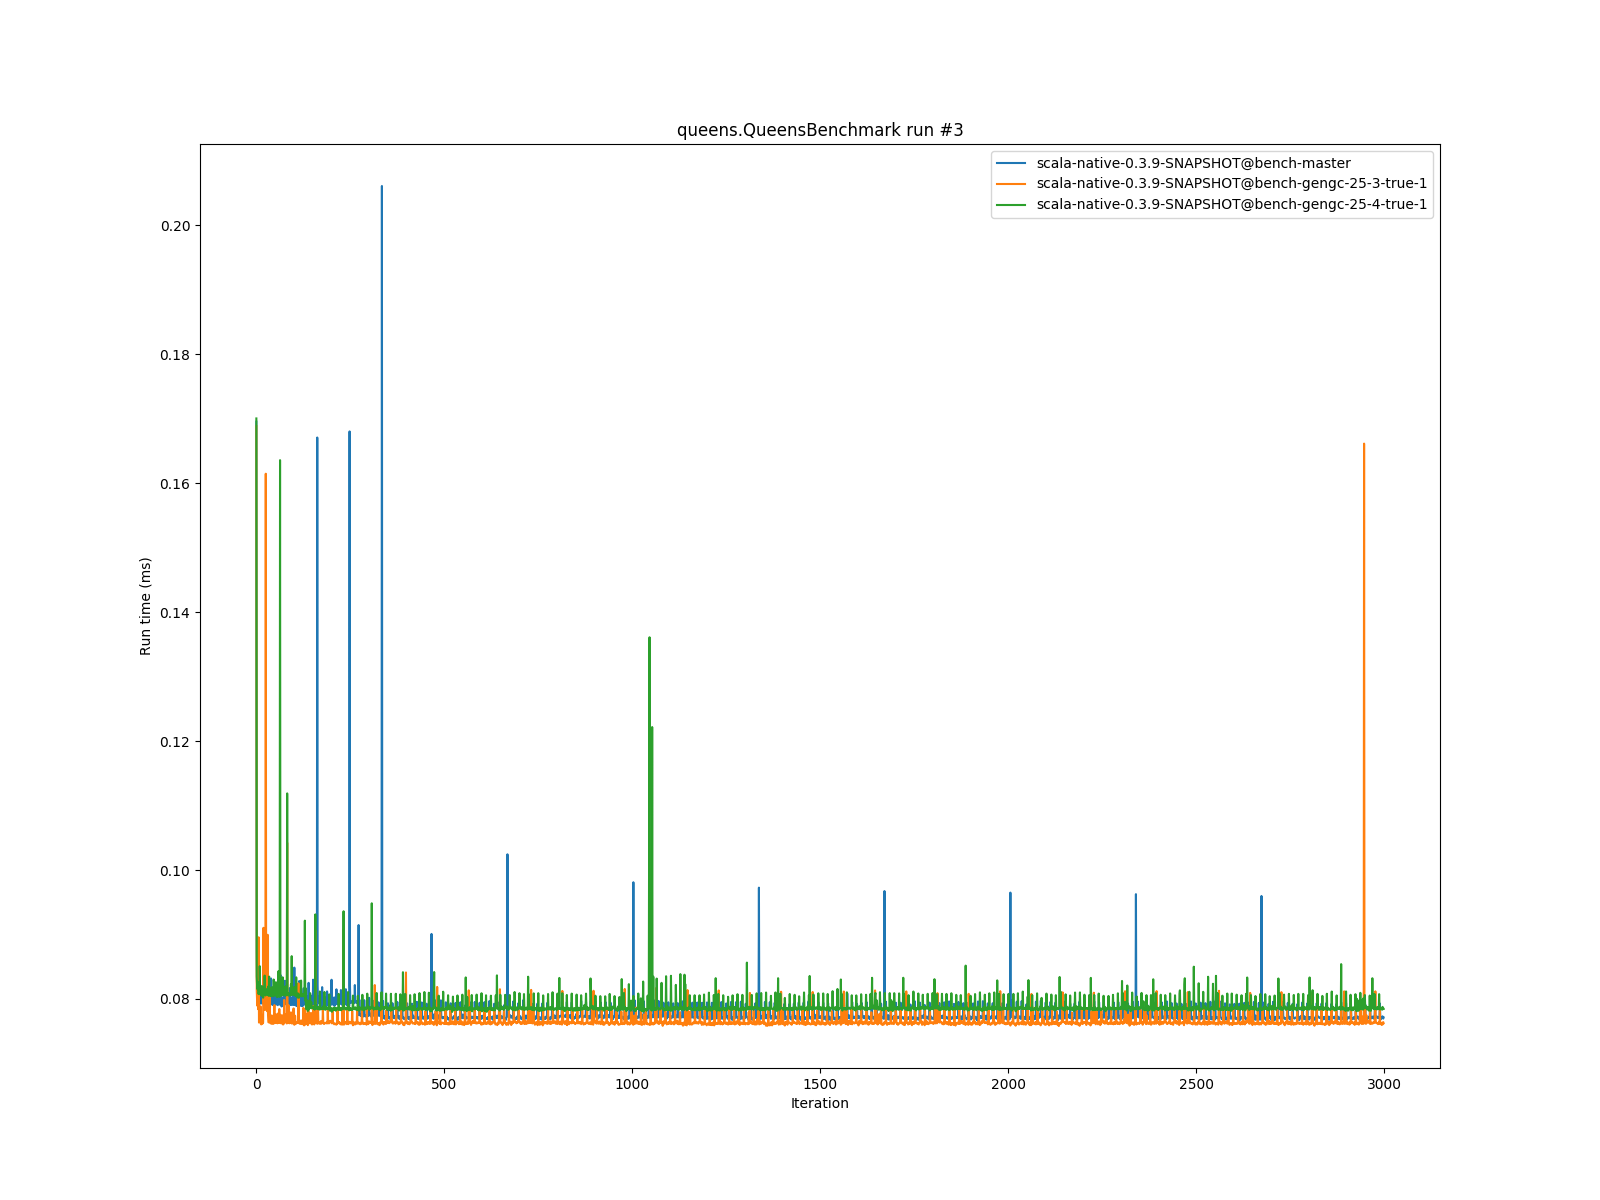 queens.QueensBenchmark run #3
scala-native-0.3.9-SNAPSHOT@bench-master
scala-native-0.3.9-SNAPSHOT@bench-gengc-25-3-true-1
scala-native-0.3.9-SNAPSHOT@bench-gengc-25-4-true-1
0.20
0.18
0.16
0.14
0.12
0.10
0.08
Run time (ms)
0 500 1000 1500 2000 2500 3000
Iteration